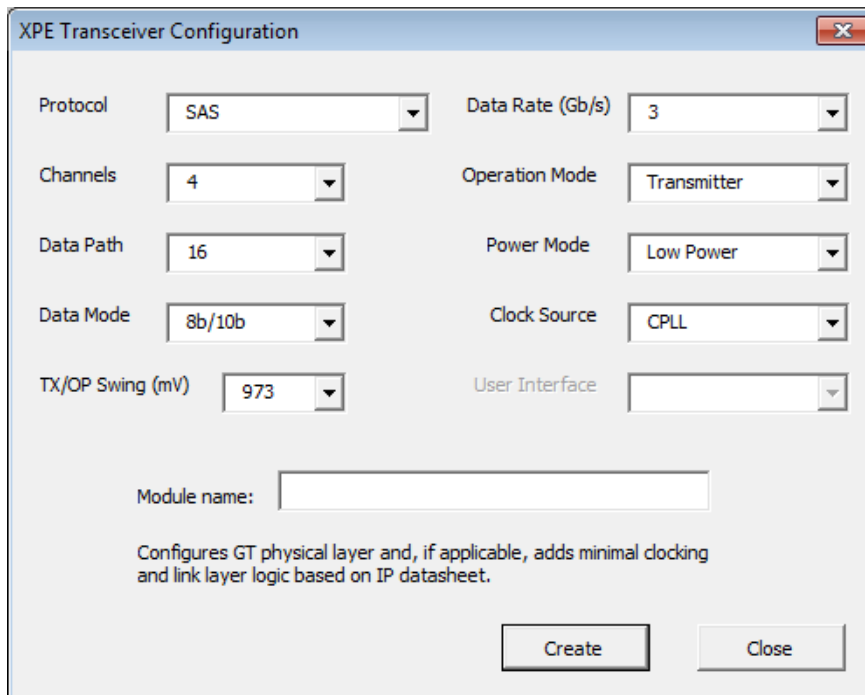 XPE Transceiver Configuration
Protocol SAS Data Rate (Gb/s) 3
Channels 4 Operation Mode Transmitter
Data Path 16 Power Mode Low Power
Data Mode 8b/10b Clock Source CPLL
TX/OP Swing (mV) 973 User Interface
Module name:
Configures GT physical layer and, if applicable, adds minimal clocking
and link layer logic based on IP datasheet.
Create Close